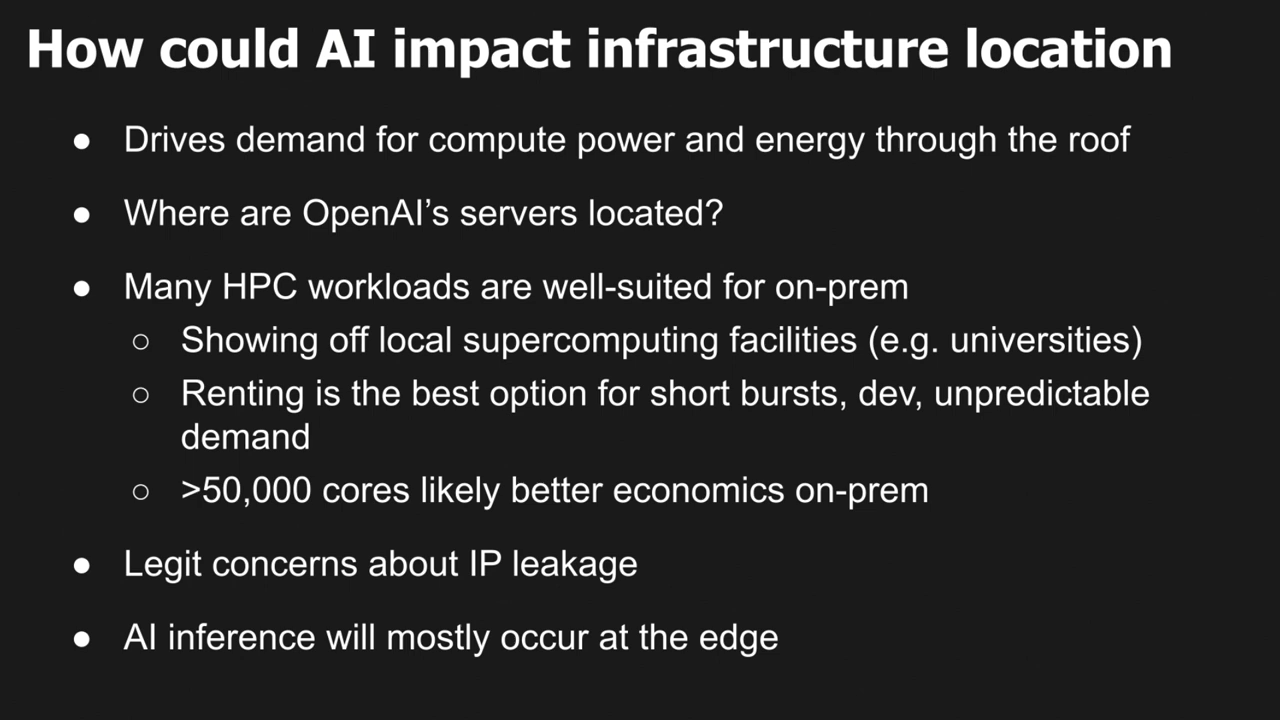 How could AI impact infrastructure location
● Drives demand for compute power and energy through the roof
● Where are OpenAI’s servers located?
● Many HPC workloads are well-suited for on-prem
○ Showing off local supercomputing facilities (e.g. universities)
○ Renting is the best option for short bursts, dev, unpredictable
demand
○ >50,000 cores likely better economics on-prem
● Legit concerns about IP leakage
● AI inference will mostly occur at the edge